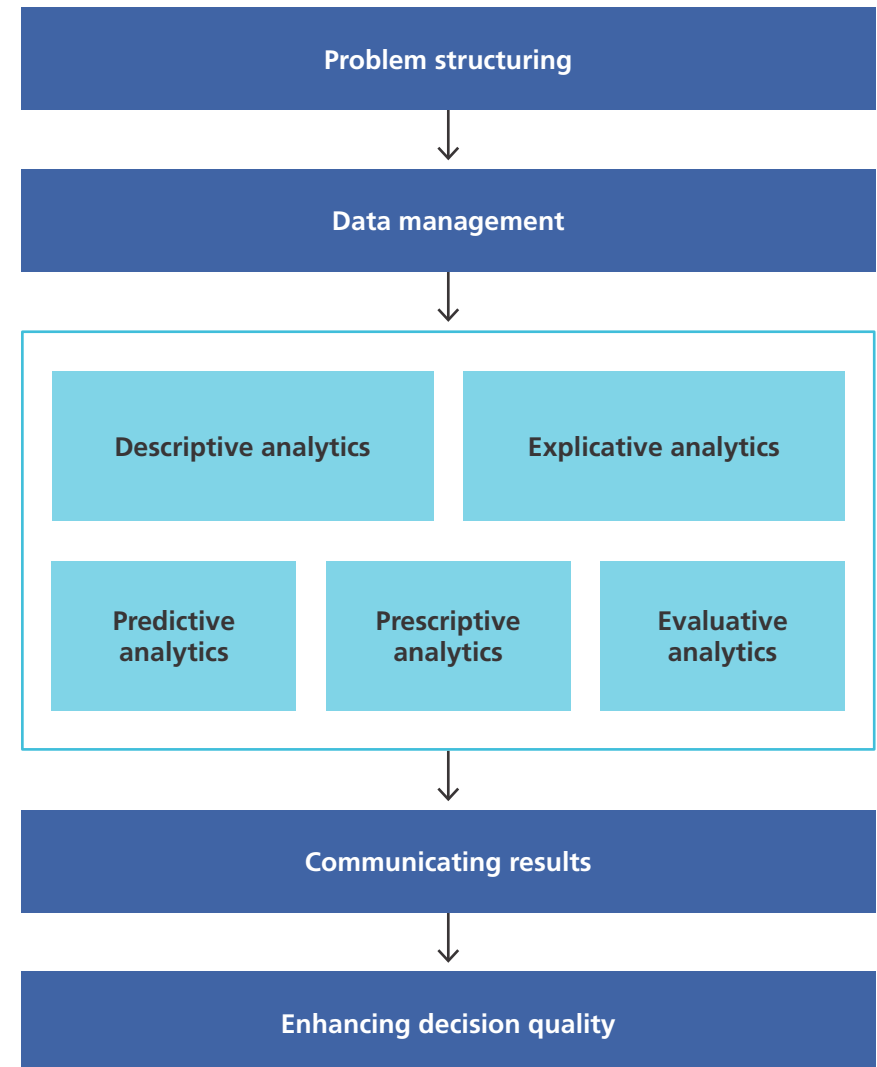 Problem structuring
Data management
Descriptive analytics
Explicative analytics
Predictive
analytics
Prescriptive
analytics
Evaluative
analytics
Communicating results
Enhancing decision quality